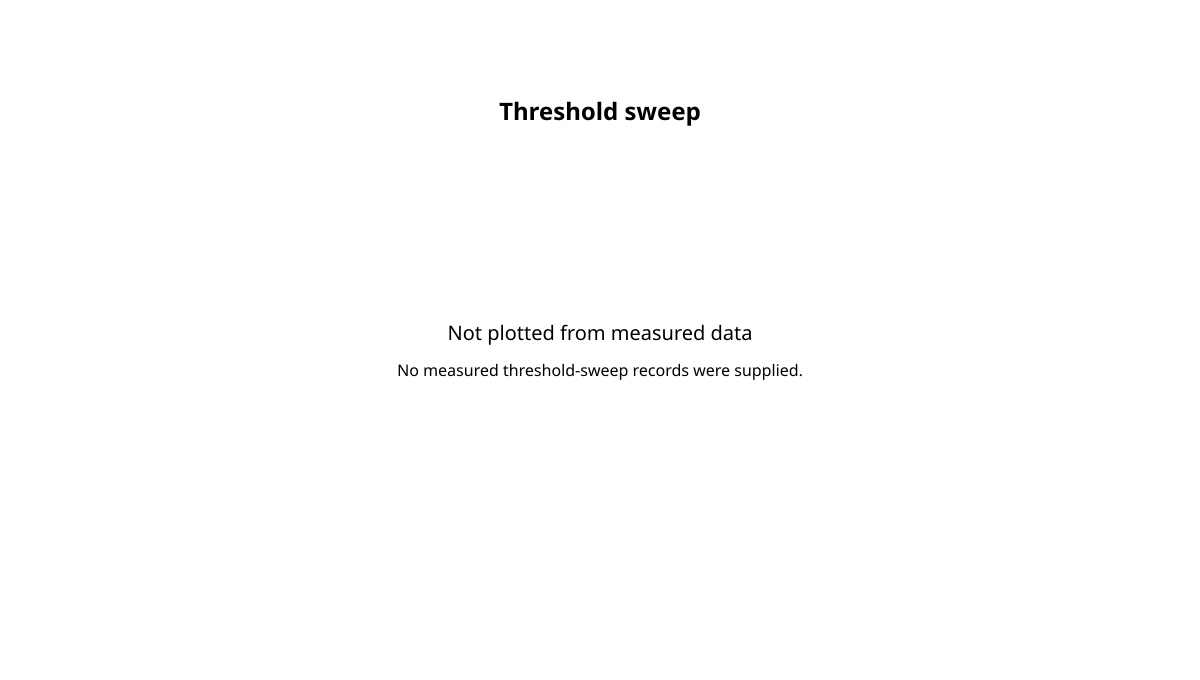 Threshold sweep
Not plotted from measured data
No measured threshold-sweep records were supplied.